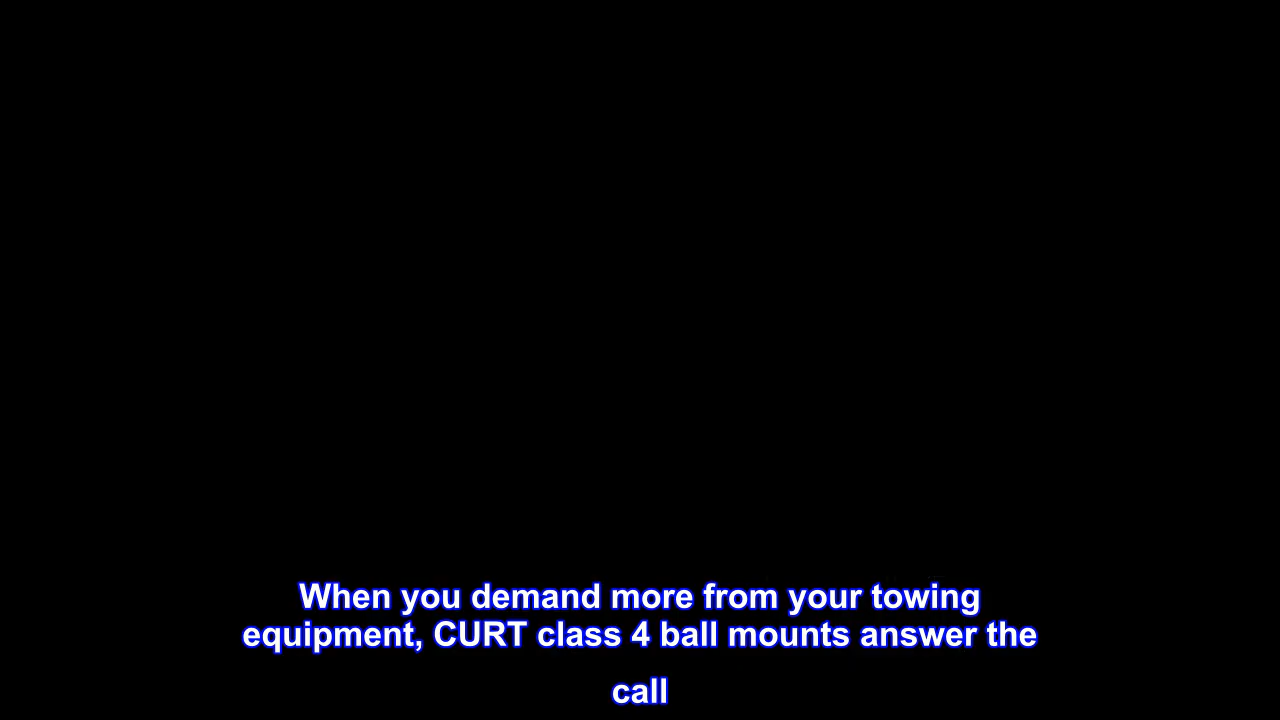 When you demand more from your towing
equipment, CURT class 4 ball mounts answer the
call